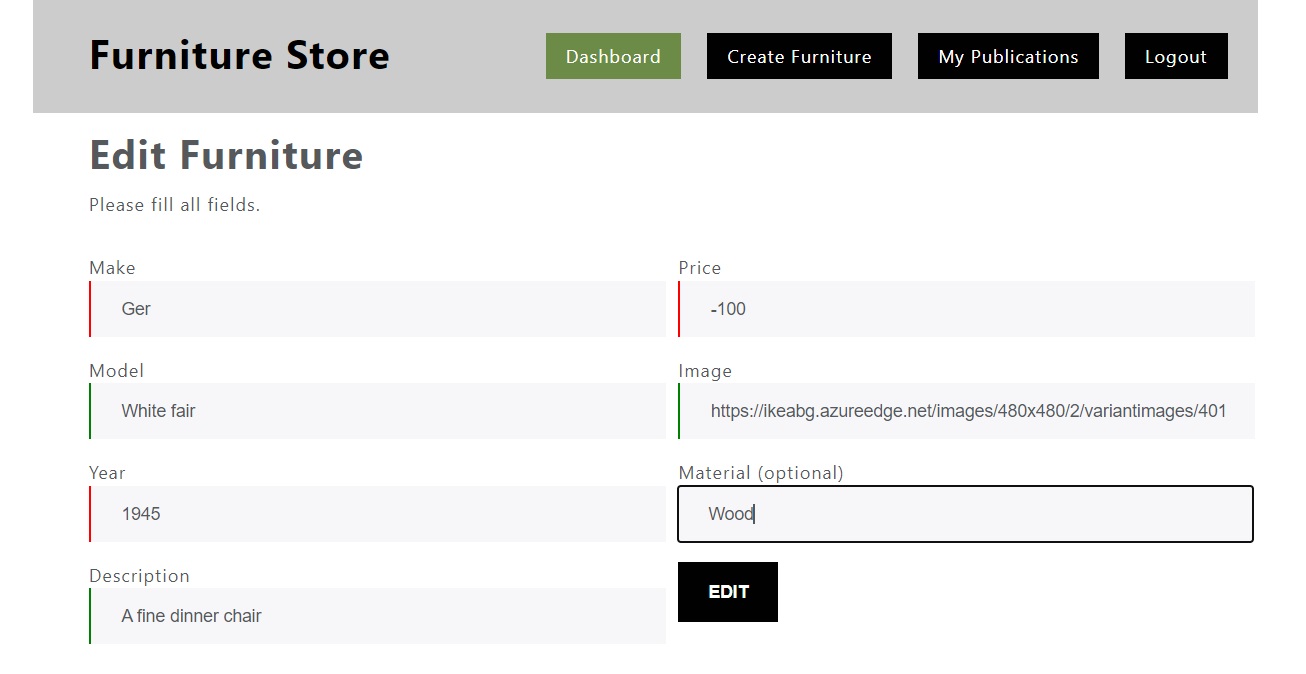 Furniture Store
Dashboard
Create Furniture
My Publications
Logout
Edit Furniture
Please fill all fields.
Make
Ger
Price
-100
Model
White fair
Image
https://ikeabg.azureedge.net/images/480x480/2/variantimages/401
Year
1945
Material (optional)
Wood
Description
A fine dinner chair
EDIT